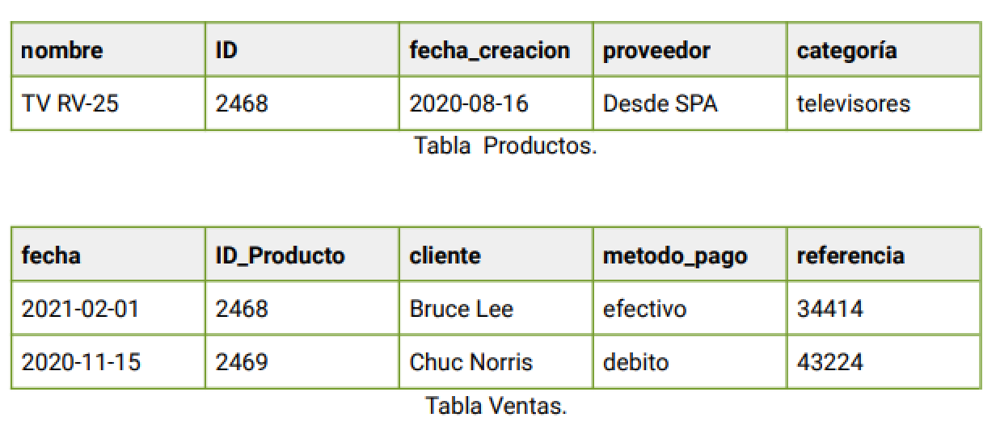 nombre ID fecha_creacion proveedor categoría
TV RV-25 2468 2020-08-16 Desde SPA televisores
Tabla Productos.
fecha ID_Producto cliente metodo_pago referencia
2021-02-01 2468 Bruce Lee efectivo 34414
2020-11-15 2469 Chuc Norris debito 43224
Tabla Ventas.